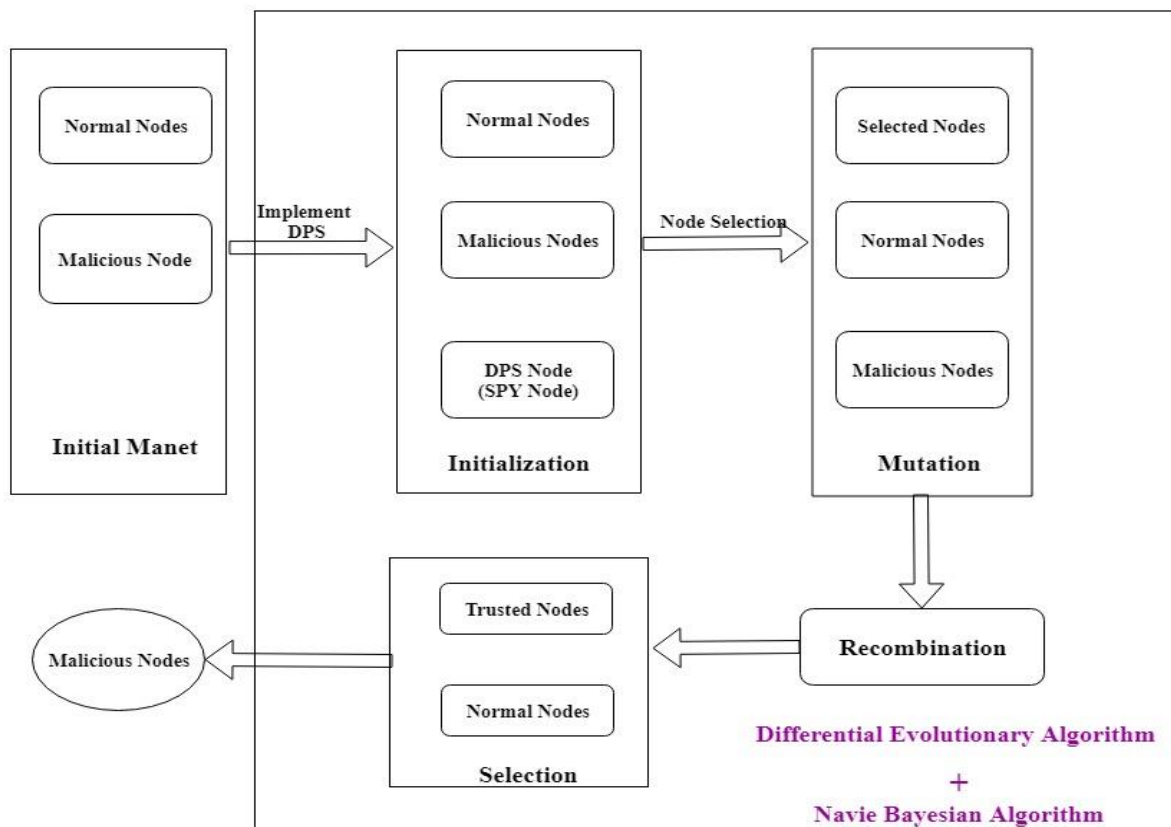 Normal Nodes
Malicious Node
Initial Manet
Implement
DPS
Normal Nodes
Malicious Nodes
DPS Node
(SPY Node)
Initialization
Node Selection
Selected Nodes
Normal Nodes
Malicious Nodes
Mutation
Recombination
Trusted Nodes
Normal Nodes
Selection
Malicious Nodes
Differential Evolutionary Algorithm
+
Navie Bayesian Algorithm